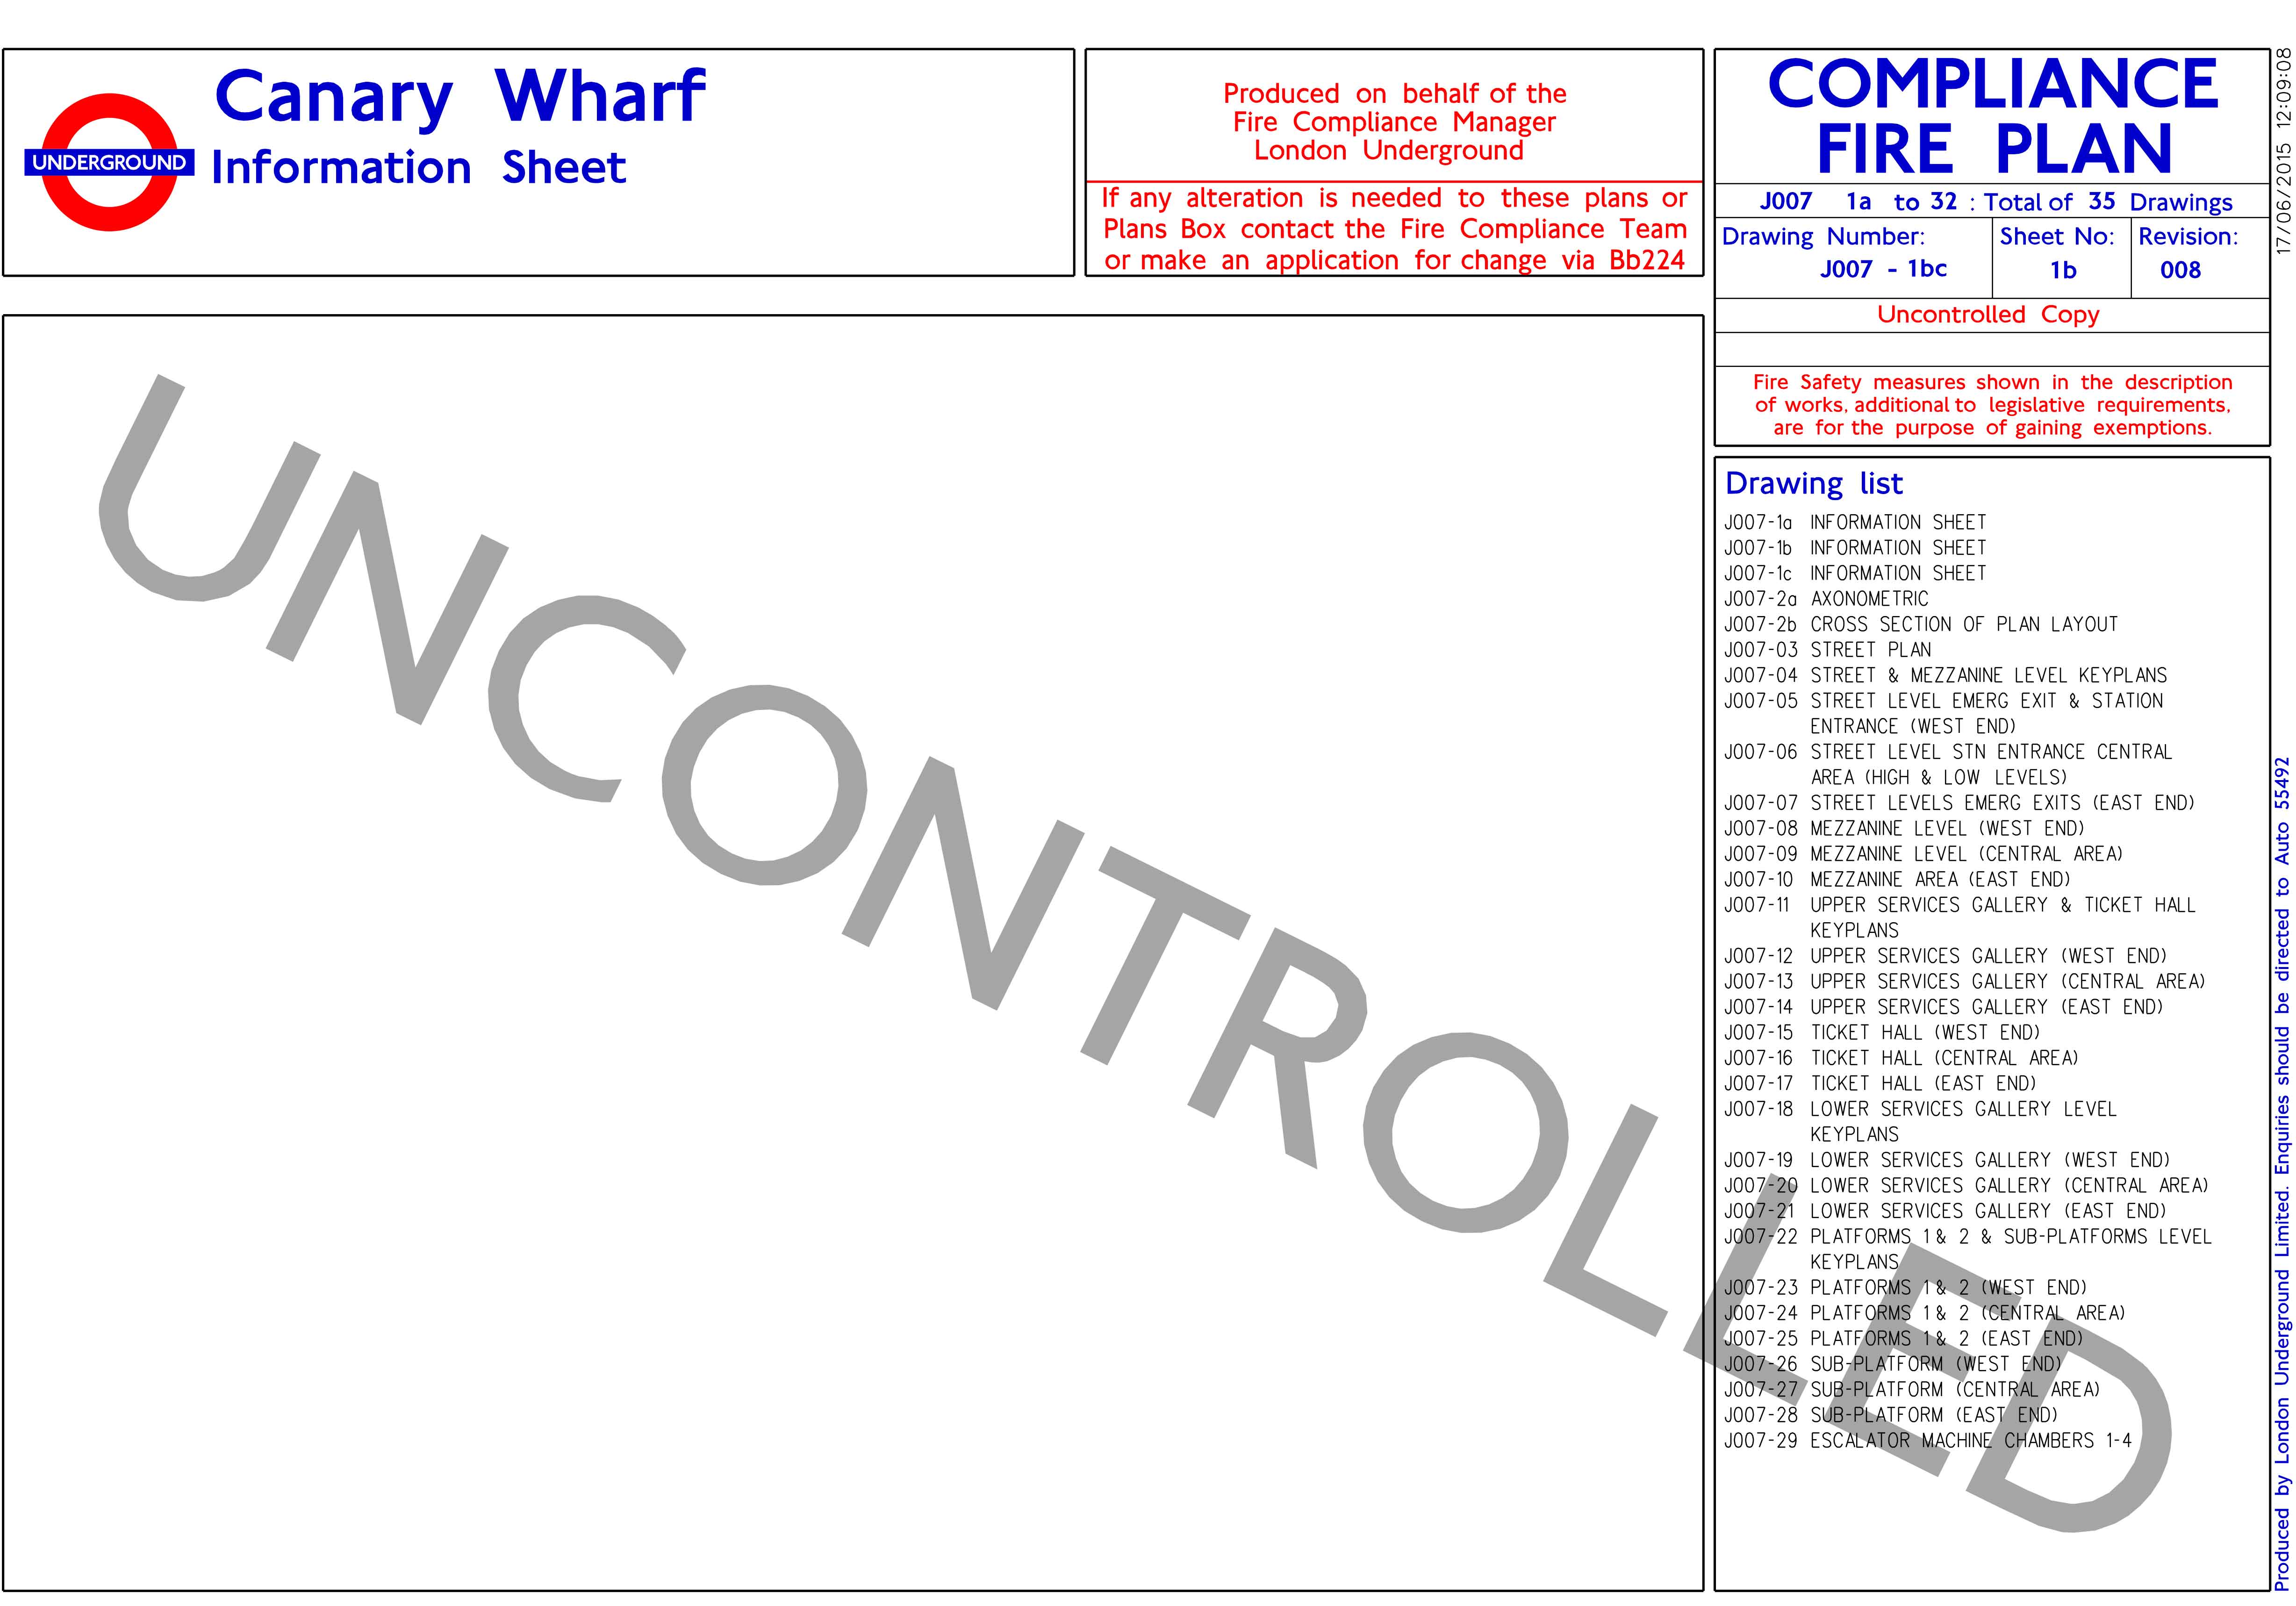 Canary Wharf
UNDERGROUND
Information Sheet
Produced on behalf of the
Fire Compliance Manager
London Underground
If any alteration is needed to these plans or
Plans Box contact the Fire Compliance Team
or make an application for change via Bb224
COMPLIANCE
FIRE PLAN
J007 1a to 32 : Total of 35 Drawings
Drawing Number: Sheet No: Revision:
J007 - 1bc 1b 008
Uncontrolled Copy
Fire Safety measures shown in the description
of works, additional to legislative requirements,
are for the purpose of gaining exemptions.
Drawing list
J007-1a INFORMATION SHEET
J007-1b INFORMATION SHEET
J007-1c INFORMATION SHEET
J007-2a AXONOMETRIC
J007-2b CROSS SECTION OF PLAN LAYOUT
J007-03 STREET PLAN
J007-04 STREET & MEZZANINE LEVEL KEYPLANS
J007-05 STREET LEVEL EMERG EXIT & STATION
ENTRANCE (WEST END)
J007-06 STREET LEVEL STN ENTRANCE CENTRAL
AREA (HIGH & LOW LEVELS)
J007-07 STREET LEVELS EMERG EXITS (EAST END)
J007-08 MEZZANINE LEVEL (WEST END)
J007-09 MEZZANINE LEVEL (CENTRAL AREA)
J007-10 MEZZANINE AREA (EAST END)
J007-11 UPPER SERVICES GALLERY & TICKET HALL
KEYPLANS
J007-12 UPPER SERVICES GALLERY (WEST END)
J007-13 UPPER SERVICES GALLERY (CENTRAL AREA)
J007-14 UPPER SERVICES GALLERY (EAST END)
J007-15 TICKET HALL (WEST END)
J007-16 TICKET HALL (CENTRAL AREA)
J007-17 TICKET HALL (EAST END)
J007-18 LOWER SERVICES GALLERY LEVEL
KEYPLANS
J007-19 LOWER SERVICES GALLERY (WEST END)
J007-20 LOWER SERVICES GALLERY (CENTRAL AREA)
J007-21 LOWER SERVICES GALLERY (EAST END)
J007-22 PLATFORMS 1 & 2 & SUB-PLATFORMS LEVEL
KEYPLANS
J007-23 PLATFORMS 1 & 2 (WEST END)
J007-24 PLATFORMS 1 & 2 (CENTRAL AREA)
J007-25 PLATFORMS 1 & 2 (EAST END)
J007-26 SUB-PLATFORM (WEST END)
J007-27 SUB-PLATFORM (CENTRAL AREA)
J007-28 SUB-PLATFORM (EAST END)
J007-29 ESCALATOR MACHINE CHAMBERS 1-4
UNCONTROLLED
17/06/2015 12:09:08
Produced by London Underground Limited. Enquiries should be directed to Auto 55492